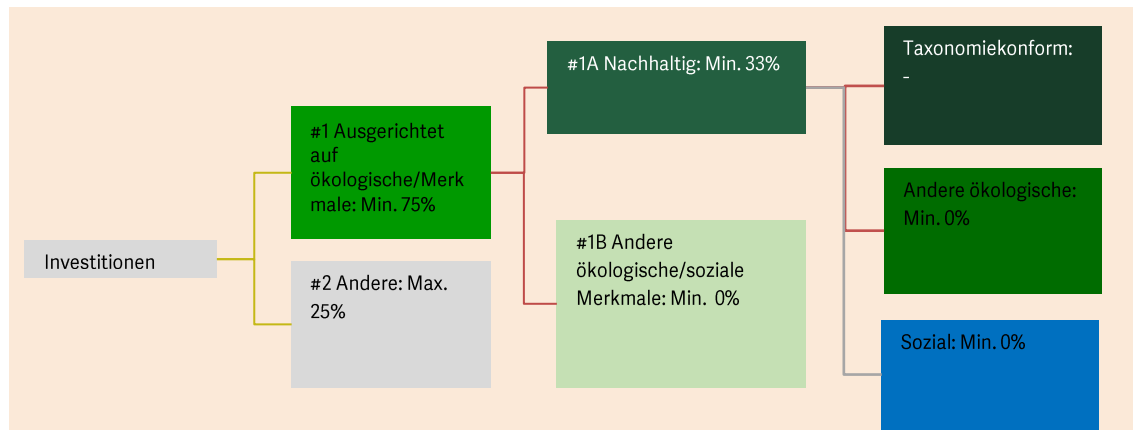 Investitionen
#1 Ausgerichtet
auf
ökologische/Merk
male: Min. 75%
#2 Andere: Max.
25%
#1A Nachhaltig: Min. 33%
#1B Andere
ökologische/soziale
Merkmale: Min. 0%
Taxonomiekonform:
-
Andere ökologische:
Min. 0%
Sozial: Min. 0%